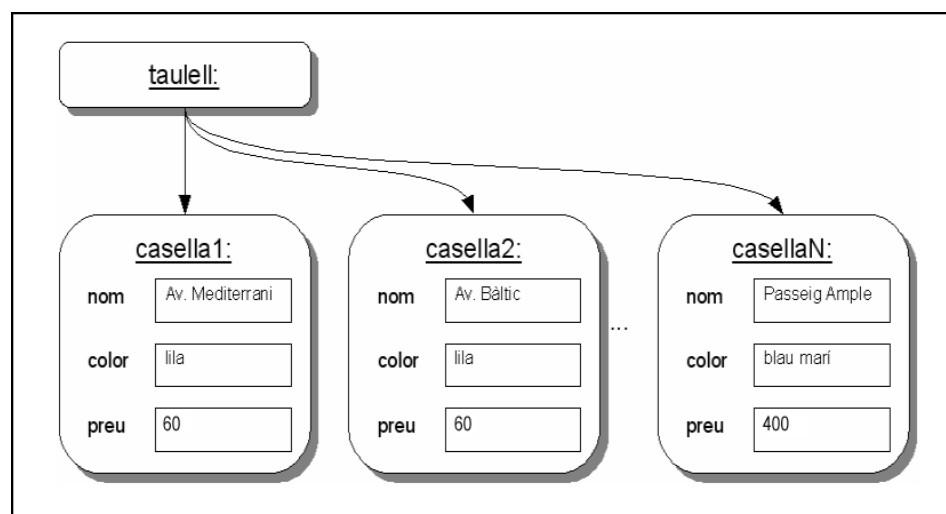 taulell:
casella1:
nom Av. Mediterrani
color lila
preu 60
casella2:
nom Av. Bàltic
color lila
preu 60
...
casellaN:
nom Passeig Ample
color blau marí
preu 400